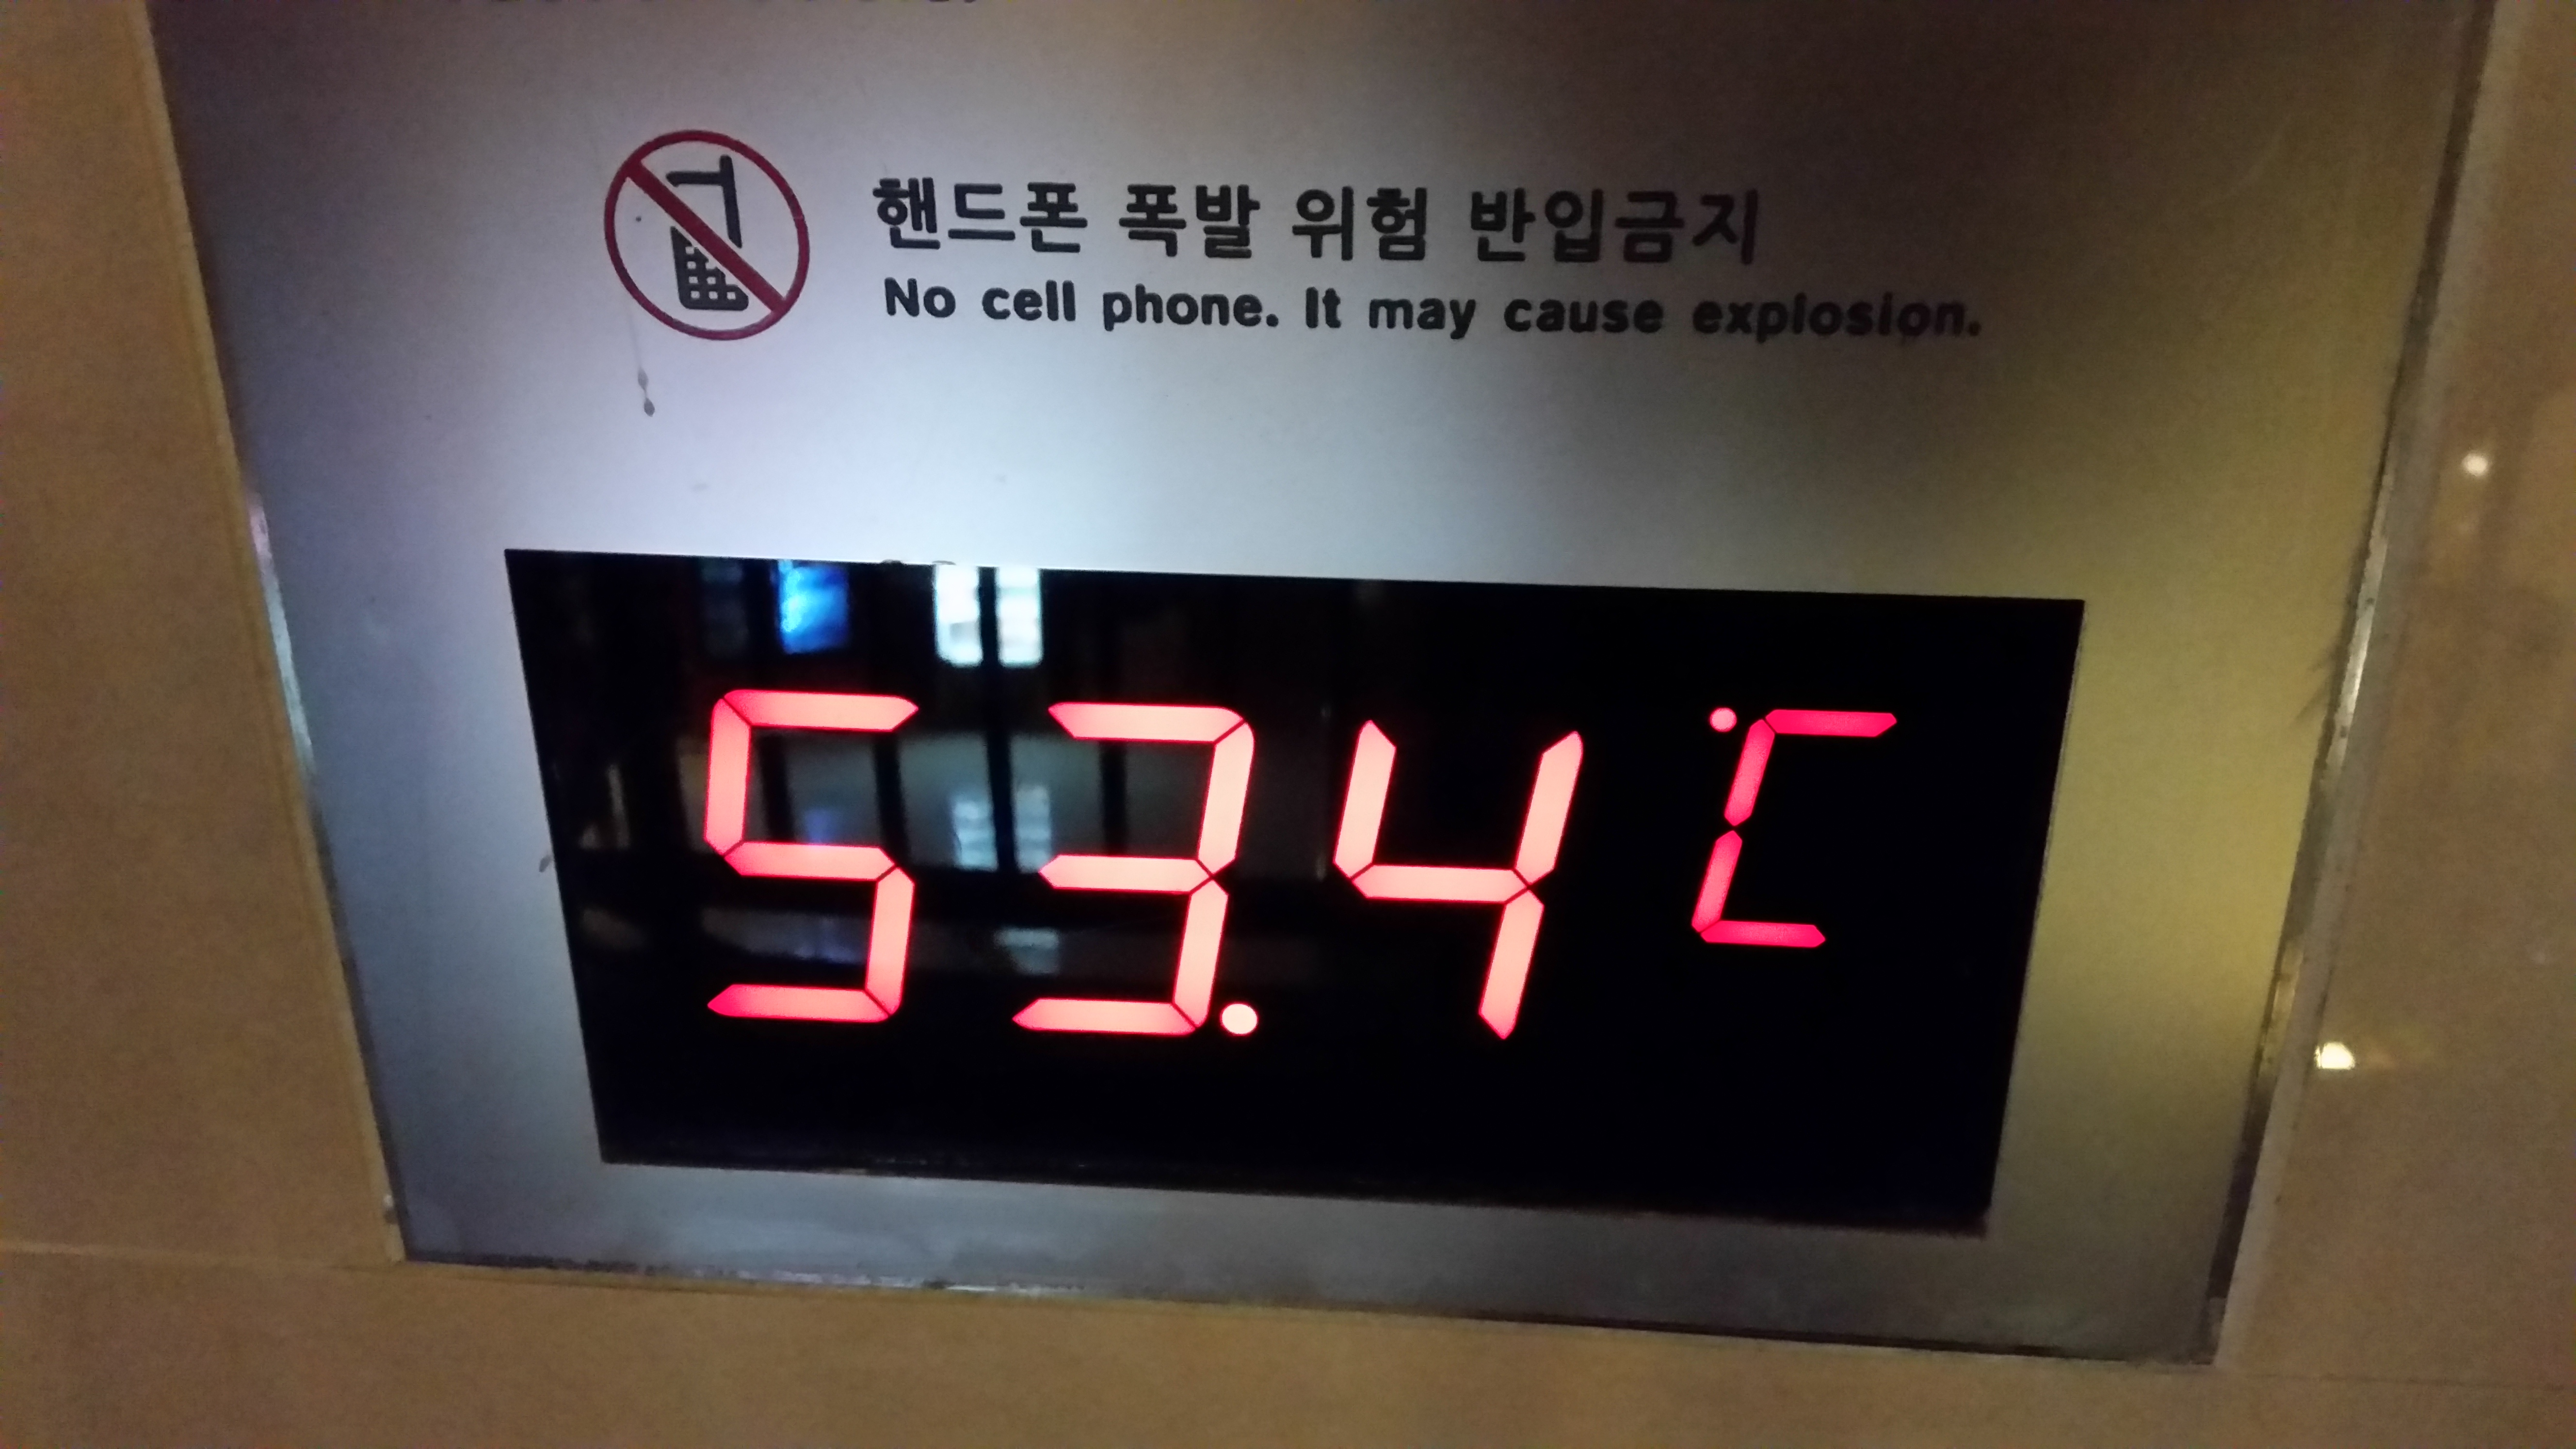 핸드폰 폭발 위험 반입금지
No cell phone. It may cause explosion.
53.4 °C